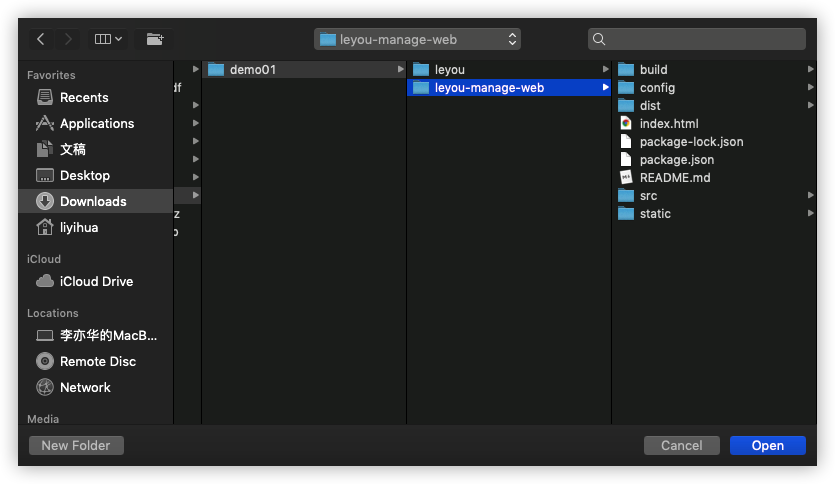 leyou-manage-web
Favorites
Recents
Applications
文稿
Desktop
Downloads
liyihua
iCloud
iCloud Drive
Locations
李亦华的MacB...
Remote Disc
Network
Media
df
z
demo01
leyou
leyou-manage-web
build
config
dist
index.html
package-lock.json
package.json
README.md
src
static
New Folder
Cancel
Open